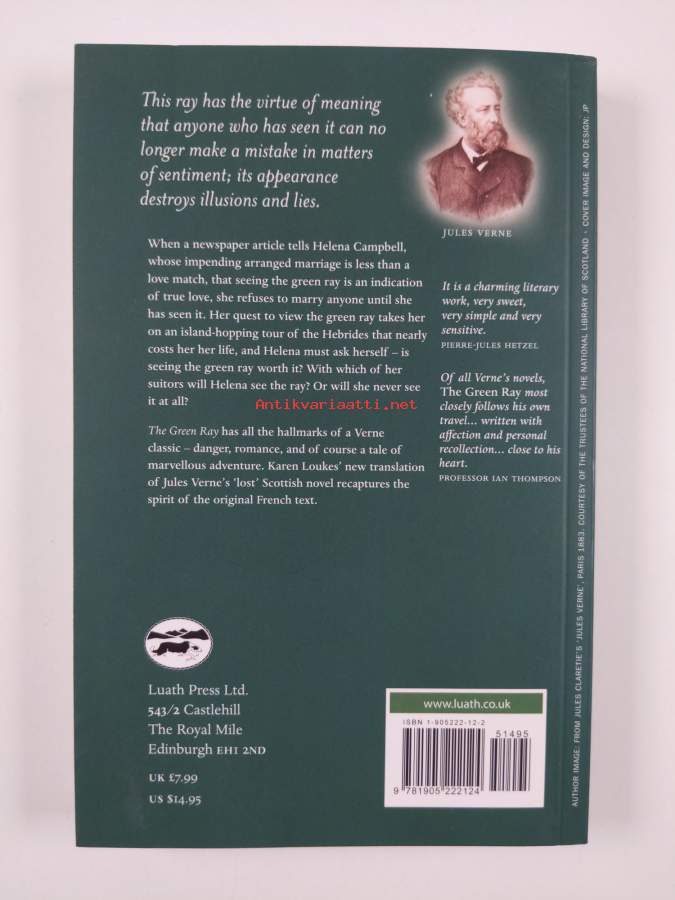 This ray has the virtue of meaning
that anyone who has seen it can no
longer make a mistake in matters
of sentiment; its appearance
destroys illusions and lies.
JULES VERNE
When a newspaper article tells Helena Campbell,
whose impending arranged marriage is less than a
love match, that seeing the green ray is an indication
of true love, she refuses to marry anyone until she
has seen it. Her quest to view the green ray takes her
on an island-hopping tour of the Hebrides that nearly
costs her her life, and Helena must ask herself – is
seeing the green ray worth it? With which of her
suitors will Helena see the ray? Or will she never see
it at all?
Antikvariaatti.net
The Green Ray has all the hallmarks of a Verne
classic – danger, romance, and of course a tale of
marvellous adventure. Karen Loukes' new translation
of Jules Verne's 'lost' Scottish novel recaptures the
spirit of the original French text.
It is a charming literary
work, very sweet,
very simple and very
sensitive.
PIERRE-JULES HETZEL
Of all Verne's novels,
The Green Ray most
closely follows his own
travel... written with
affection and personal
recollection... close to his
heart.
PROFESSOR IAN THOMPSON
Luath Press Ltd.
543/2 Castlehill
The Royal Mile
Edinburgh EH1 2ND
UK £7.99
US $14.95
www.luath.co.uk
ISBN 1-905222-12-2
51495
9 781905 222124
AUTHOR IMAGE: FROM JULES CLARETIE'S 'JULES VERNE', PARIS 1883. COURTESY OF THE TRUSTEES OF THE NATIONAL LIBRARY OF SCOTLAND · COVER IMAGE AND DESIGN: JP